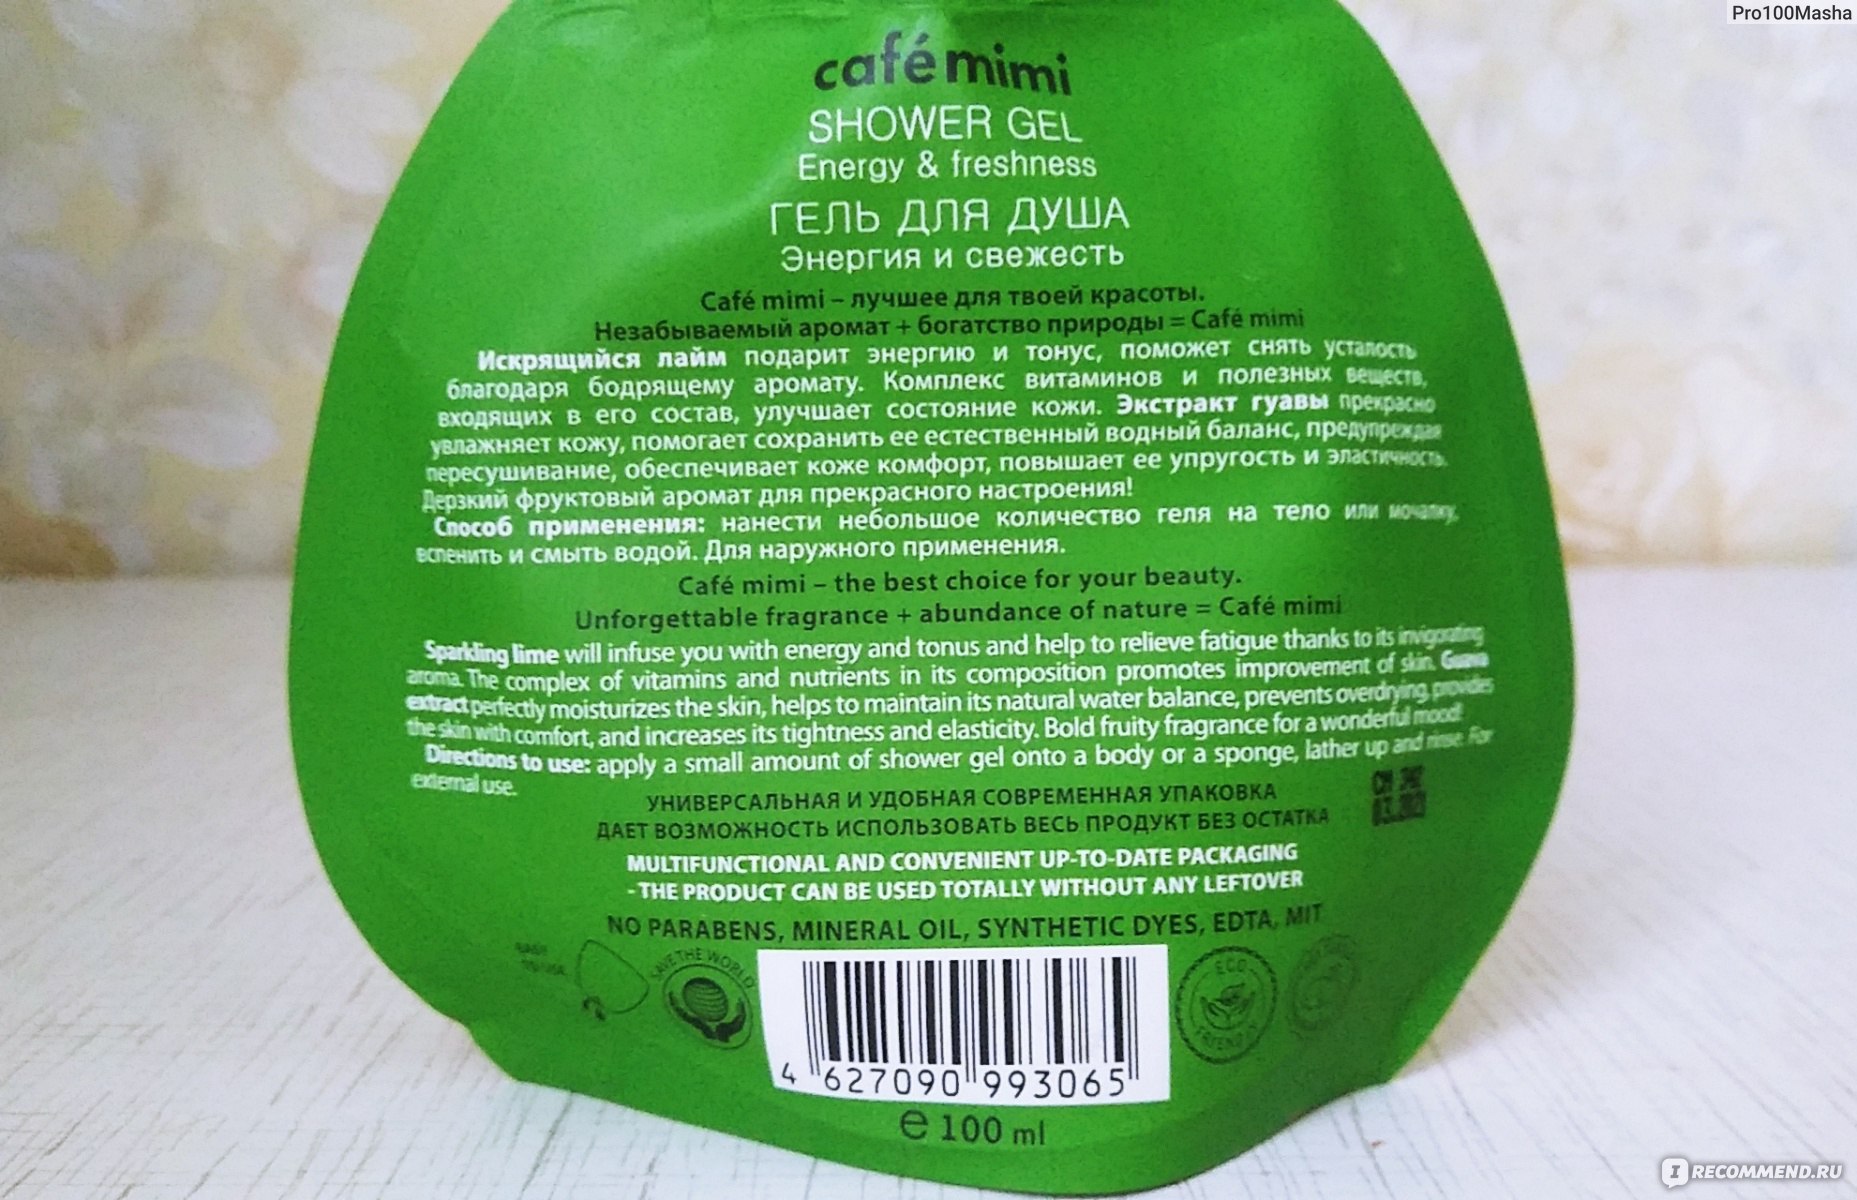 Pro100Masha
café mimi
SHOWER GEL
Energy & freshness
ГЕЛЬ ДЛЯ ДУША
Энергия и свежесть
Café mimi – лучшее для твоей красоты.
Незабываемый аромат + богатство природы = Café mimi
Искрящийся лайм подарит энергию и тонус, поможет снять усталость
благодаря бодрящему аромату. Комплекс витаминов и полезных веществ,
входящих в его состав, улучшает состояние кожи. Экстракт гуавы прекрасно
увлажняет кожу, помогает сохранить ее естественный водный баланс, предупреждая
пересушивание, обеспечивает коже комфорт, повышает ее упругость и эластичность.
Дерзкий фруктовый аромат для прекрасного настроения!
Способ применения: нанести небольшое количество геля на тело или мочалку,
вспенить и смыть водой. Для наружного применения.
Café mimi – the best choice for your beauty.
Unforgettable fragrance + abundance of nature = Café mimi
Sparkling lime will infuse you with energy and tonus and help to relieve fatigue thanks to its invigorating
aroma. The complex of vitamins and nutrients in its composition promotes improvement of skin. Guava
extract perfectly moisturizes the skin, helps to maintain its natural water balance, prevents overdrying, provides
the skin with comfort, and increases its tightness and elasticity. Bold fruity fragrance for a wonderful mood!
Directions to use: apply a small amount of shower gel onto a body or a sponge, lather up and rinse. For
external use.
УНИВЕРСАЛЬНАЯ И УДОБНАЯ СОВРЕМЕННАЯ УПАКОВКА
ДАЕТ ВОЗМОЖНОСТЬ ИСПОЛЬЗОВАТЬ ВЕСЬ ПРОДУКТ БЕЗ ОСТАТКА
MULTIFUNCTIONAL AND CONVENIENT UP-TO-DATE PACKAGING
- THE PRODUCT CAN BE USED TOTALLY WITHOUT ANY LEFTOVER
NO PARABENS, MINERAL OIL, SYNTHETIC DYES, EDTA, MIT
SAVE THE WORLD
ECO FRIENDLY
4 627090 993065
e 100 ml
IRECOMMEND.RU